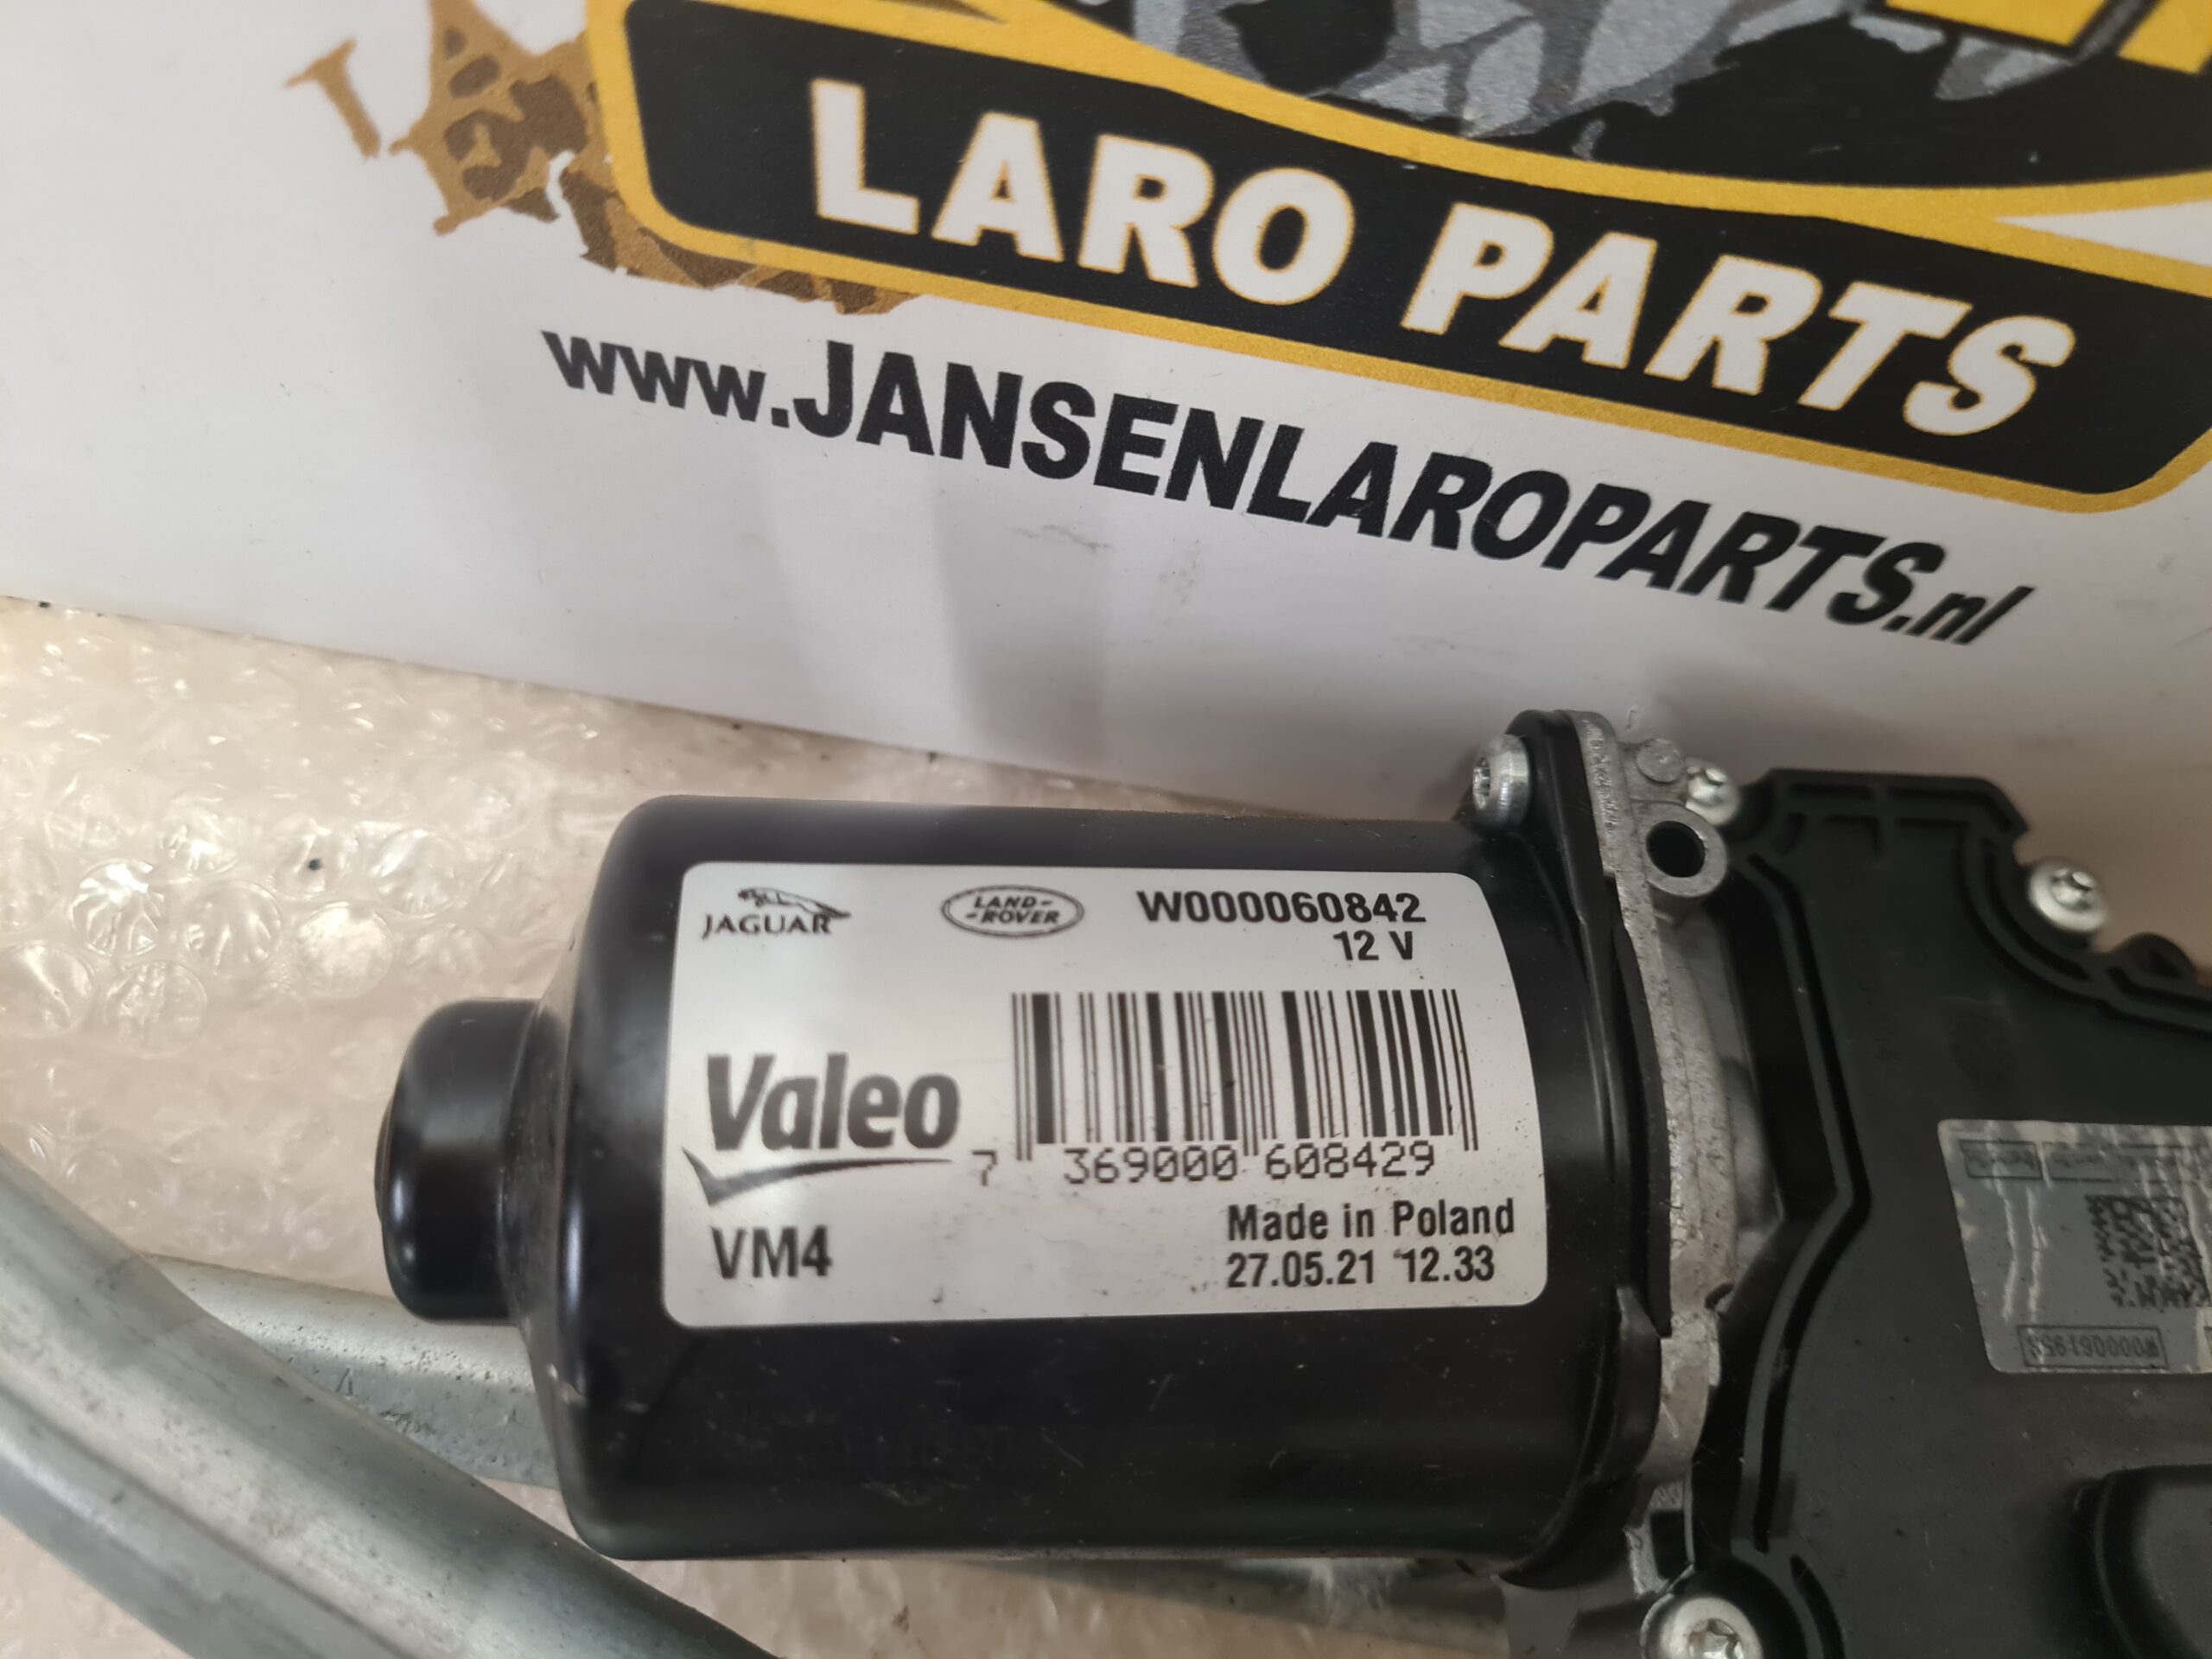 LARO PARTS
www.JANSENLAROPARTS.nl
JAGUAR
LAND-
-ROVER
W000060842
12 V
Valeo
7 369000 608429
VM4
Made in Poland
27.05.21 12.33